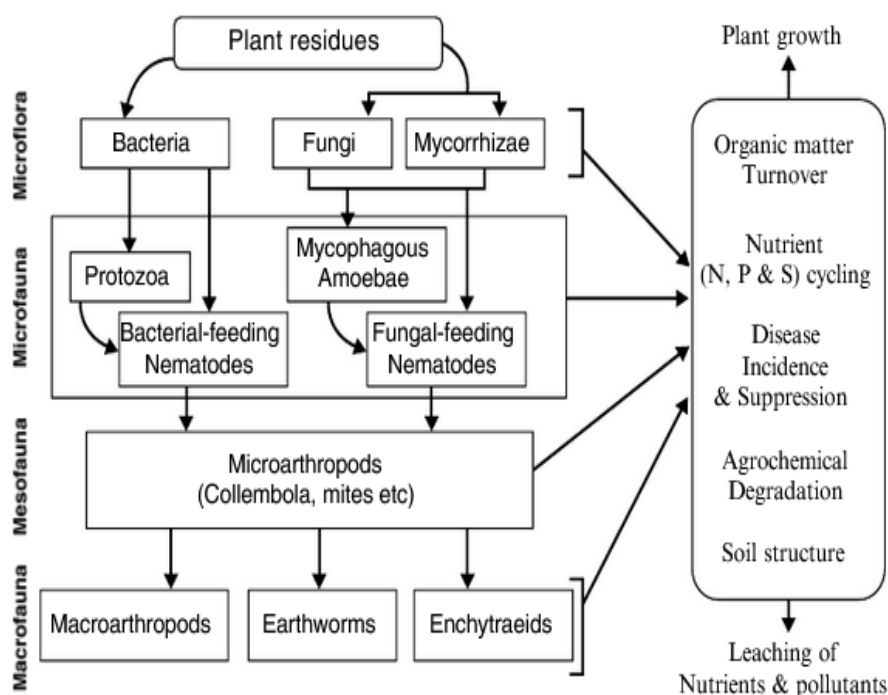 Plant residues
Plant growth
Microflora
Bacteria
Fungi
Mycorrhizae
Organic matter
Turnover
Microfauna
Protozoa
Mycophagous
Amoebae
Bacterial-feeding
Nematodes
Fungal-feeding
Nematodes
Nutrient
(N, P & S) cycling
Disease
Incidence
& Suppression
Mesofauna
Microarthropods
(Collembola, mites etc)
Agrochemical
Degradation
Soil structure
Macrofauna
Macroarthropods
Earthworms
Enchytraeids
Leaching of
Nutrients & pollutants